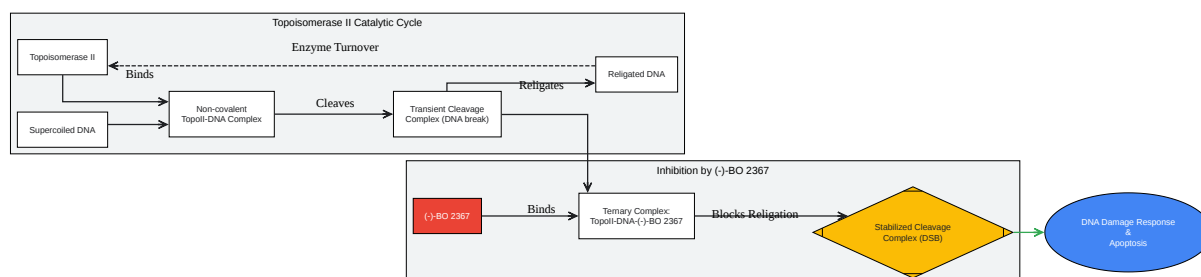 Topoisomerase II Catalytic Cycle
Enzyme Turnover
Topoisomerase II
Binds
Religated DNA
Religates
Non-covalent
TopoII-DNA Complex
Cleaves
Transient Cleavage
Complex (DNA break)
Supercoiled DNA
Inhibition by (-)-BO 2367
(-)-BO 2367
Binds
Ternary Complex:
TopoII-DNA-(-)-BO 2367
Blocks Religation
Stabilized Cleavage
Complex (DSB)
DNA Damage Response
&
Apoptosis